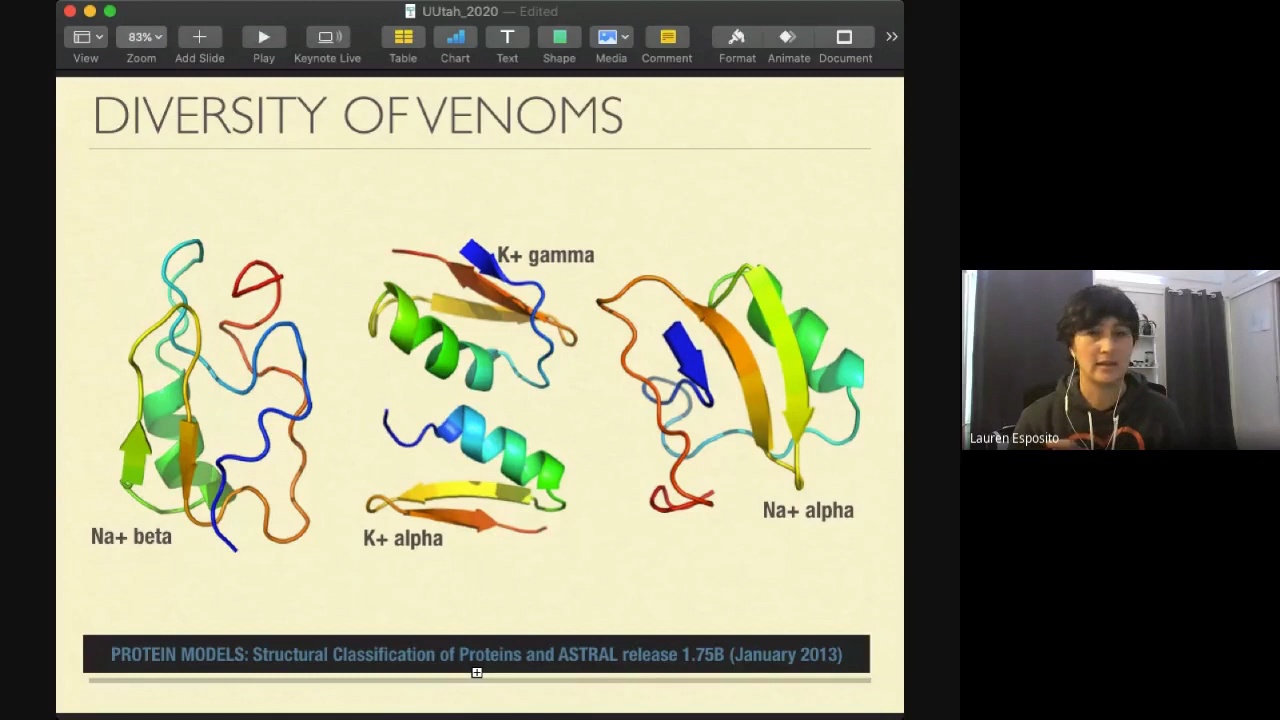 UUtah_2020 — Edited
83%
View Zoom Add Slide Play Keynote Live Table Chart Text Shape Media Comment Format Animate Document
DIVERSITY OF VENOMS
K+ gamma
Na+ alpha
Na+ beta
K+ alpha
PROTEIN MODELS: Structural Classification of Proteins and ASTRAL release 1.75B (January 2013)
Lauren Esposito